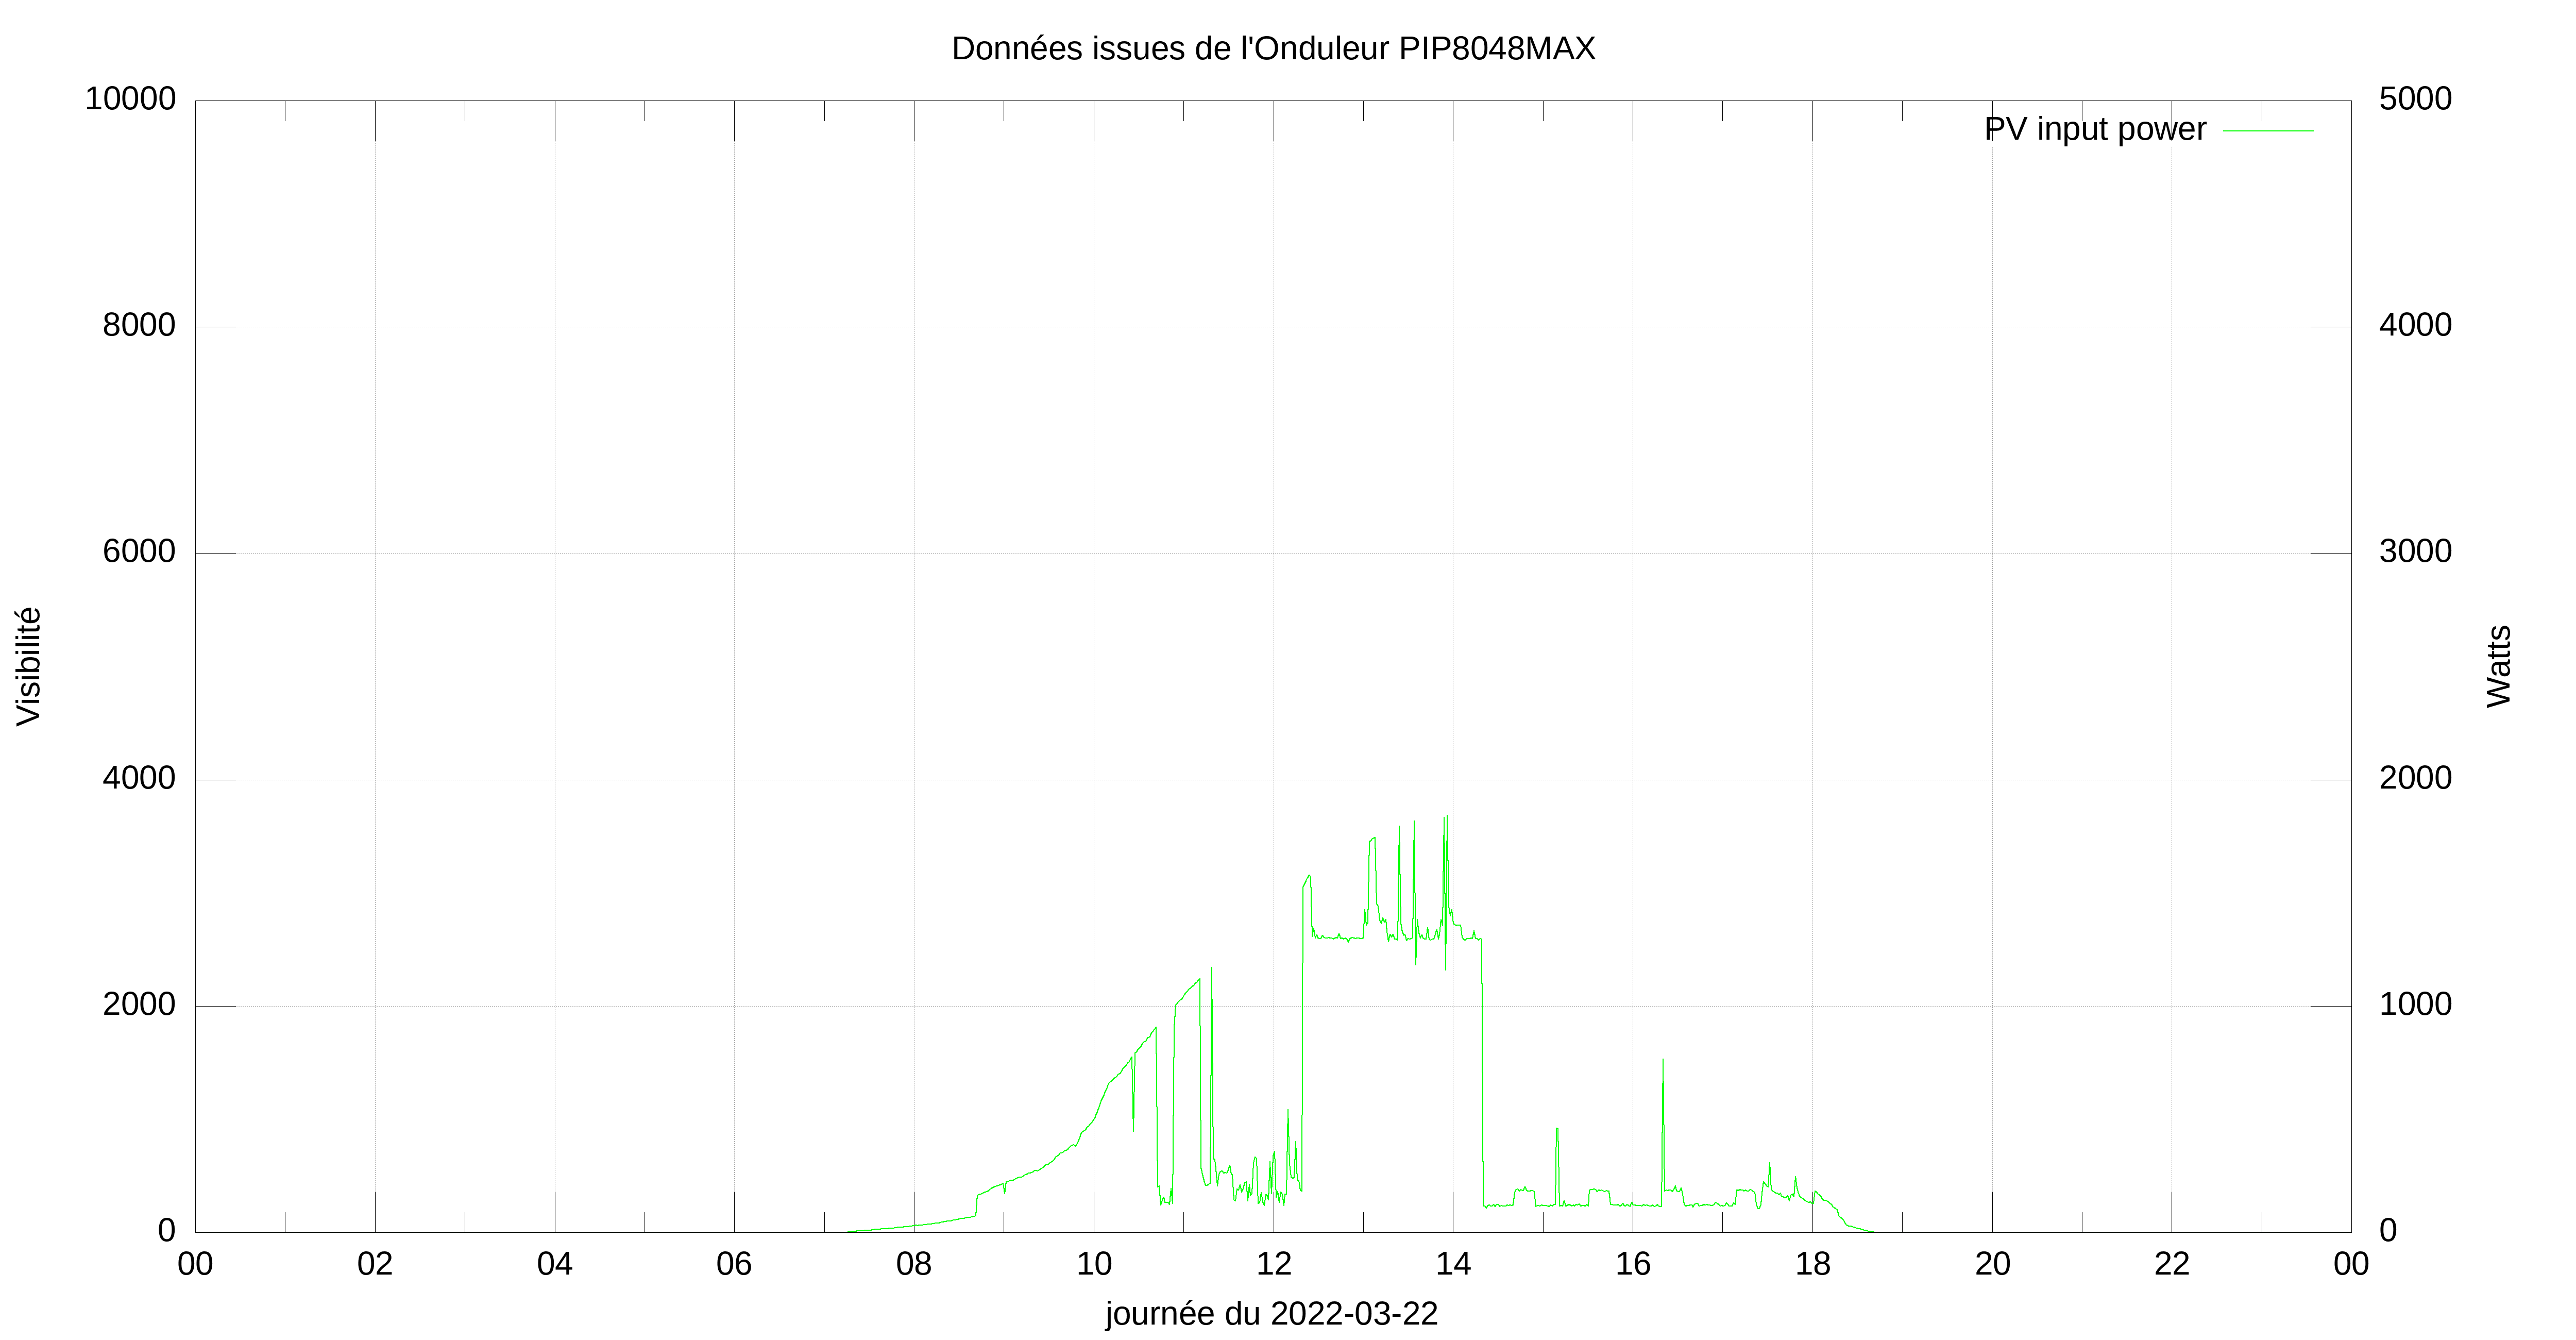 Données issues de l'Onduleur PIP8048MAX
10000
8000
6000
4000
2000
0
5000
4000
3000
2000
1000
0
PV input power
Visibilité
Watts
00 02 04 06 08 10 12 14 16 18 20 22 00
journée du 2022-03-22